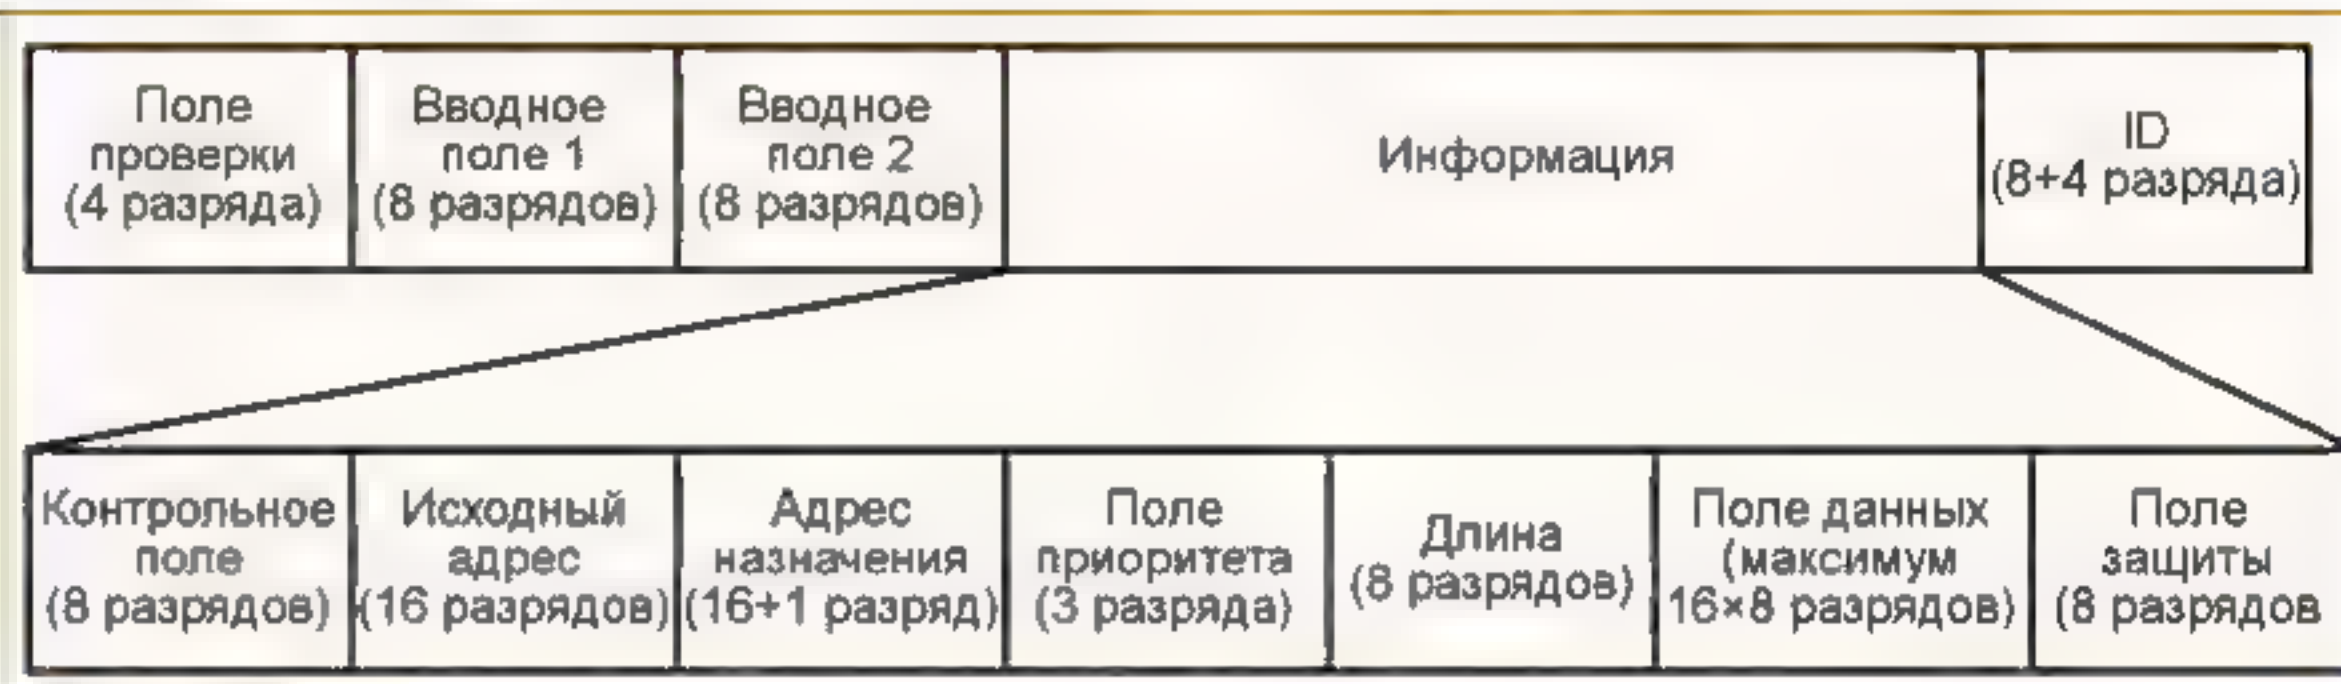 Поле
проверки
(4 разряда)
Вводное
поле 1
(8 разрядов)
Вводное
поле 2
(8 разрядов)
Информация
ID
(8+4 разряда)
Контрольное
поле
(8 разрядов)
Исходный
адрес
(16 разрядов)
Адрес
назначения
(16+1 разряд)
Поле
приоритета
(3 разряда)
Длина
(8 разрядов)
Поле данных
(максимум
16×8 разрядов)
Поле
защиты
(8 разрядов